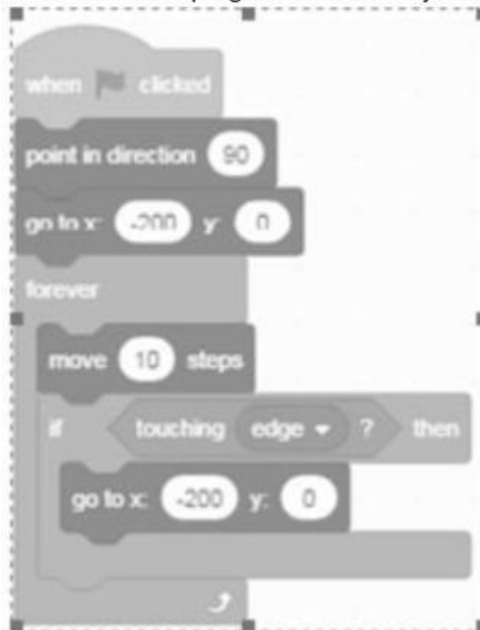 when clicked
point in direction 90
go to x: -200 y: 0
forever
move 10 steps
if touching edge ? then
go to x: -200 y: 0